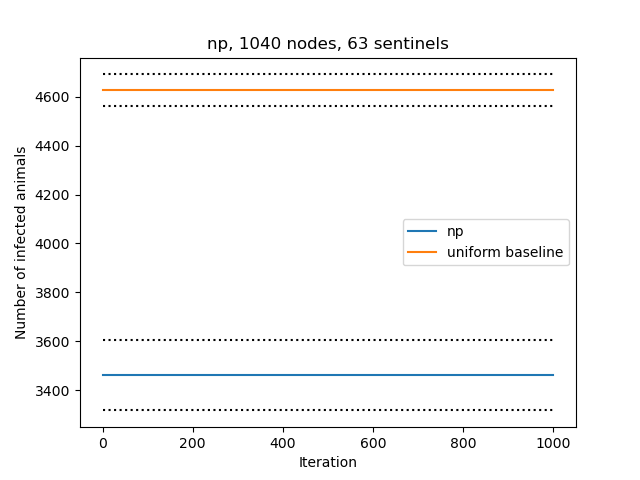 np, 1040 nodes, 63 sentinels
Number of infected animals
4600
4400
4200
4000
3800
3600
3400
np
uniform baseline
0 200 400 600 800 1000
Iteration